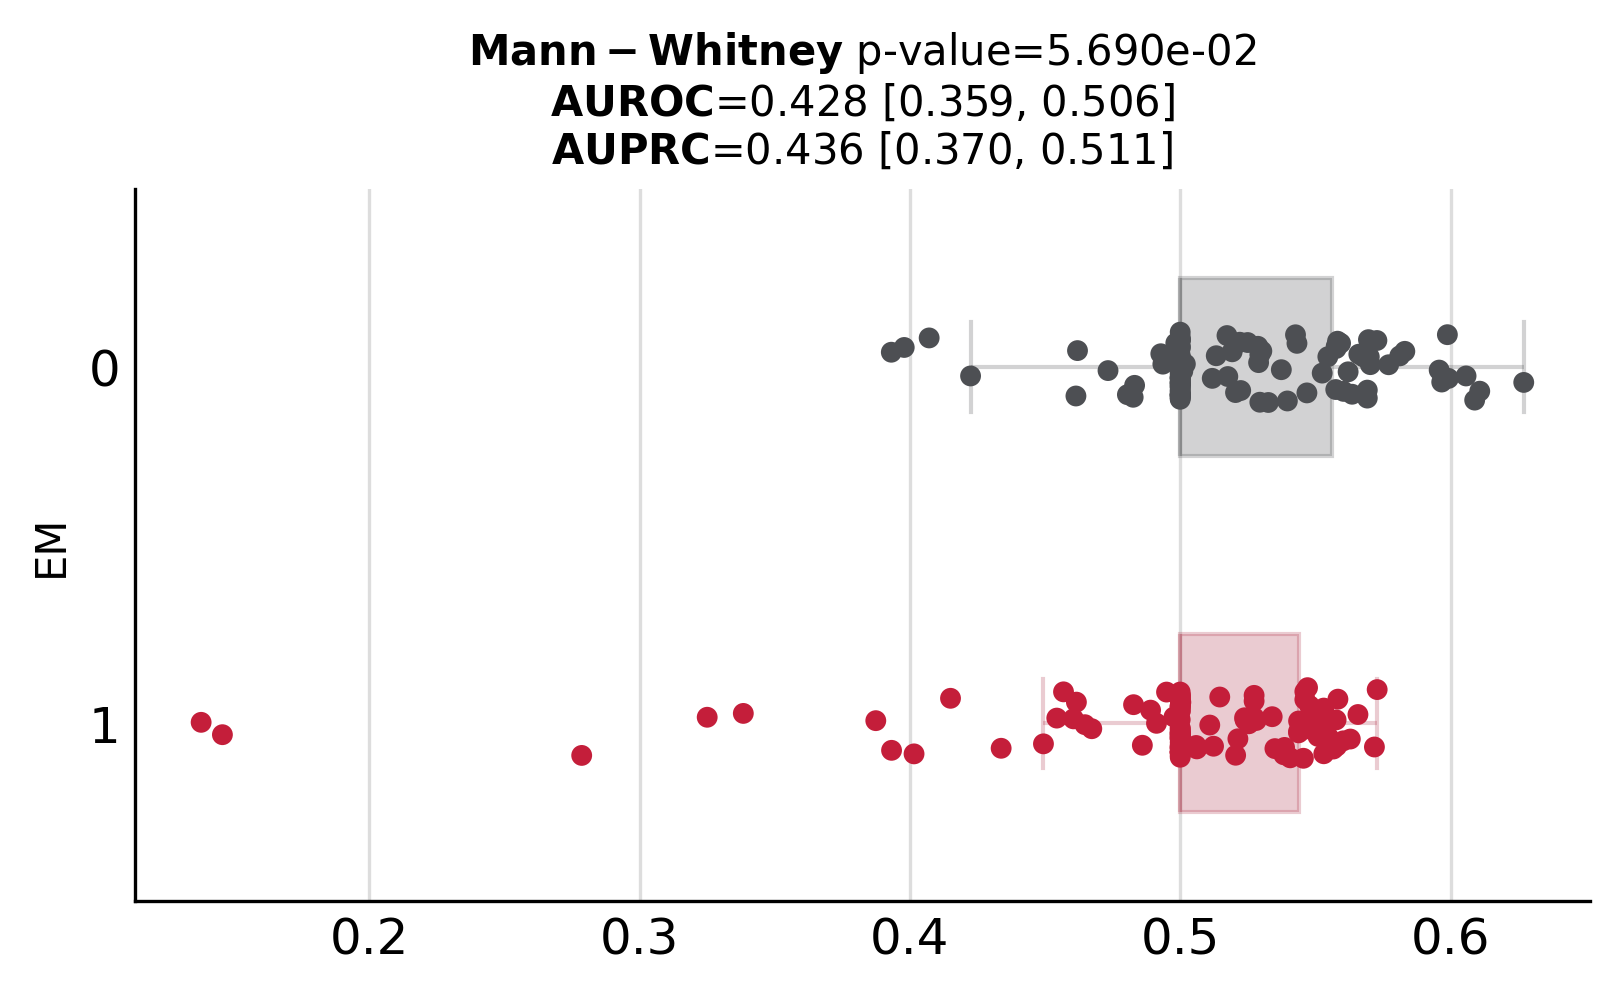 Mann − Whitney p-value=5.690e-02
AUROC=0.428 [0.359, 0.506]
AUPRC=0.436 [0.370, 0.511]
0
EM
1
0.2 0.3 0.4 0.5 0.6